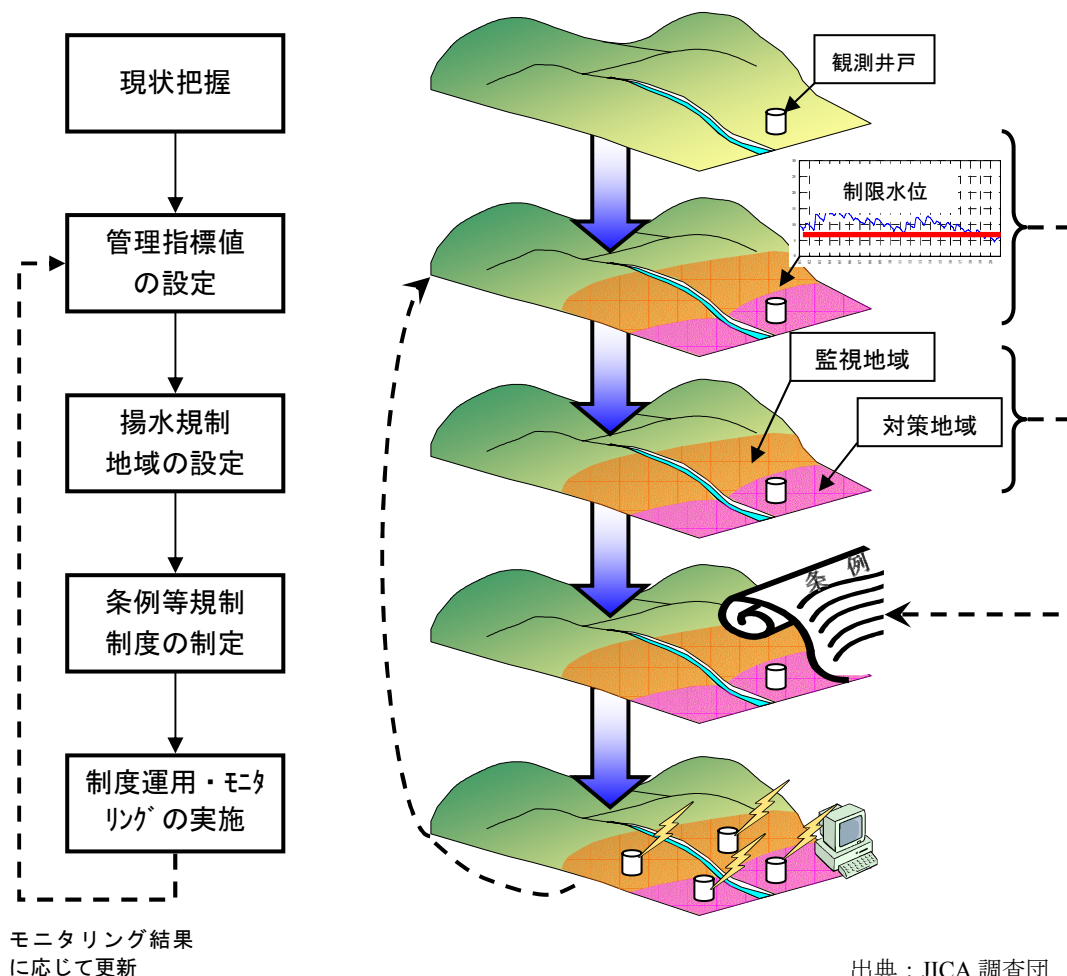 現状把握
管理指標値
の設定
揚水規制
地域の設定
条例等規制
制度の制定
制度運用・ﾓﾆﾀ
ﾘﾝｸﾞの実施
モニタリング結果
に応じて更新
観測井戸
制限水位
監視地域
対策地域
条例
出典：JICA 調査団